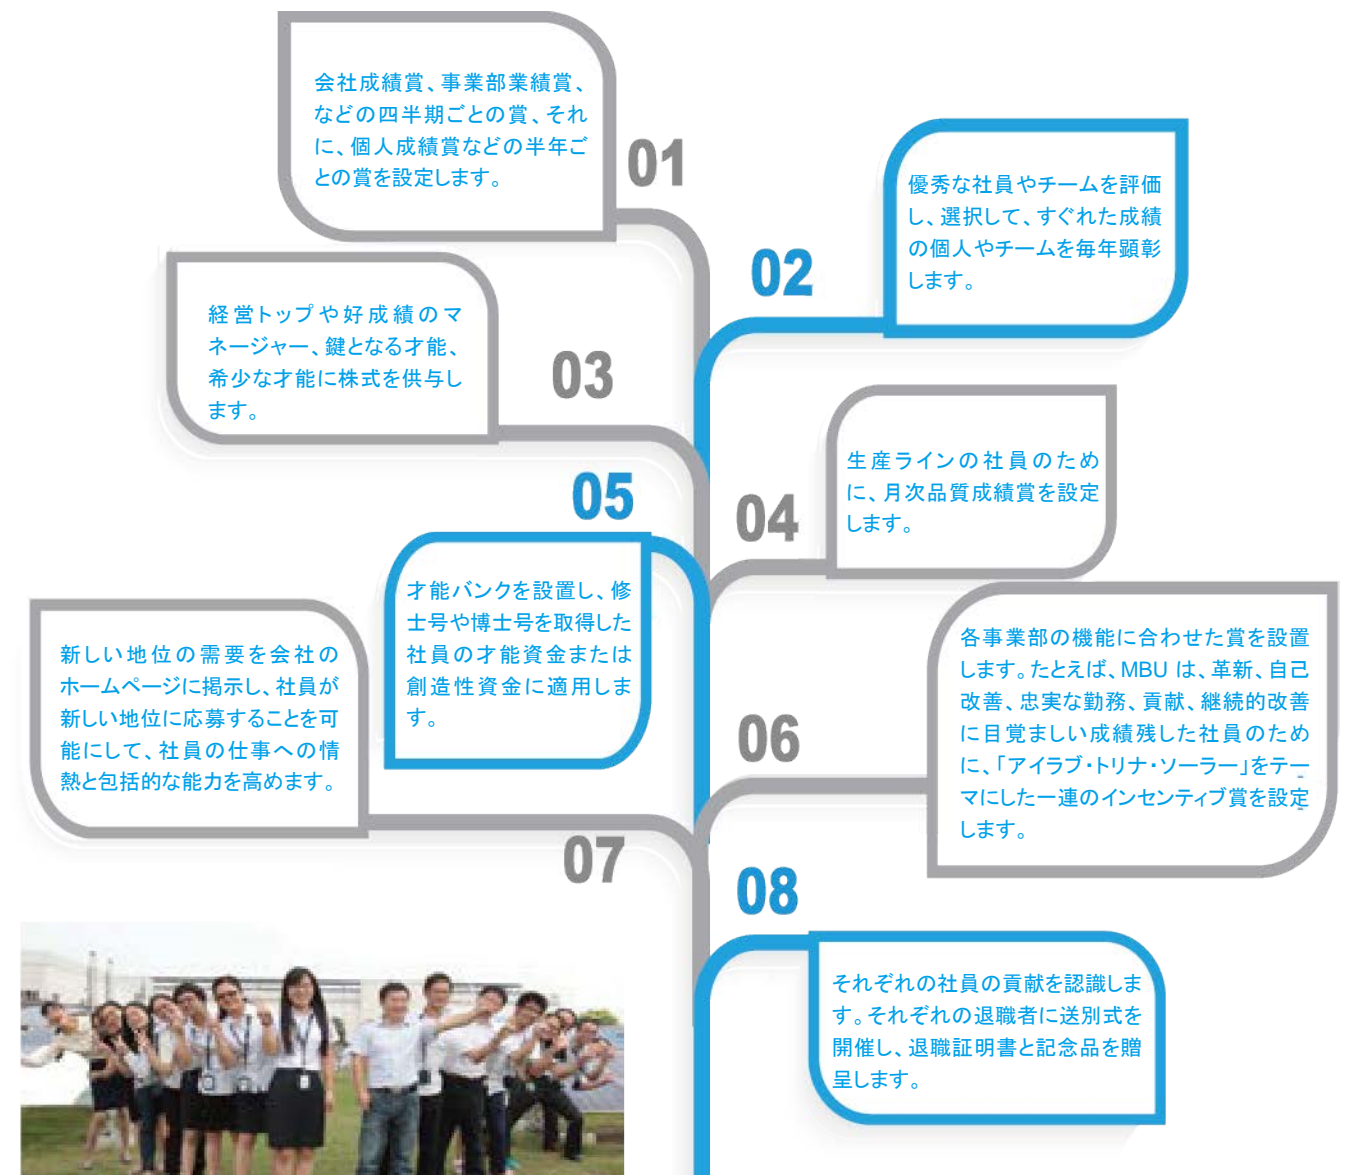 会社成績賞、事業部業績賞、
などの四半期ごとの賞、それ
に、個人成績賞などの半年ご
との賞を設定します。
01
優秀な社員やチームを評価
し、選択して、すぐれた成績
の個人やチームを毎年顕彰
します。
02
経営トップや好成績のマ
ネージャー、鍵となる才能、
希少な才能に株式を供与し
ます。
03
生産ラインの社員のため
に、月次品質成績賞を設定
します。
04
05
才能バンクを設置し、修
士号や博士号を取得した
社員の才能資金または
創造性資金に適用しま
す。
各事業部の機能に合わせた賞を設置
します。たとえば、MBU は、革新、自己
改善、忠実な勤務、貢献、継続的改善
に目覚ましい成績残した社員のため
に、「アイラブ・トリナ・ソーラー」をテー
マにした一連のインセンティブ賞を設定
します。
06
新しい地位の需要を会社の
ホームページに掲示し、社員が
新しい地位に応募することを可
能にして、社員の仕事への情
熱と包括的な能力を高めます。
07
08
それぞれの社員の貢献を認識しま
す。それぞれの退職者に送別式を
開催し、退職証明書と記念品を贈
呈します。